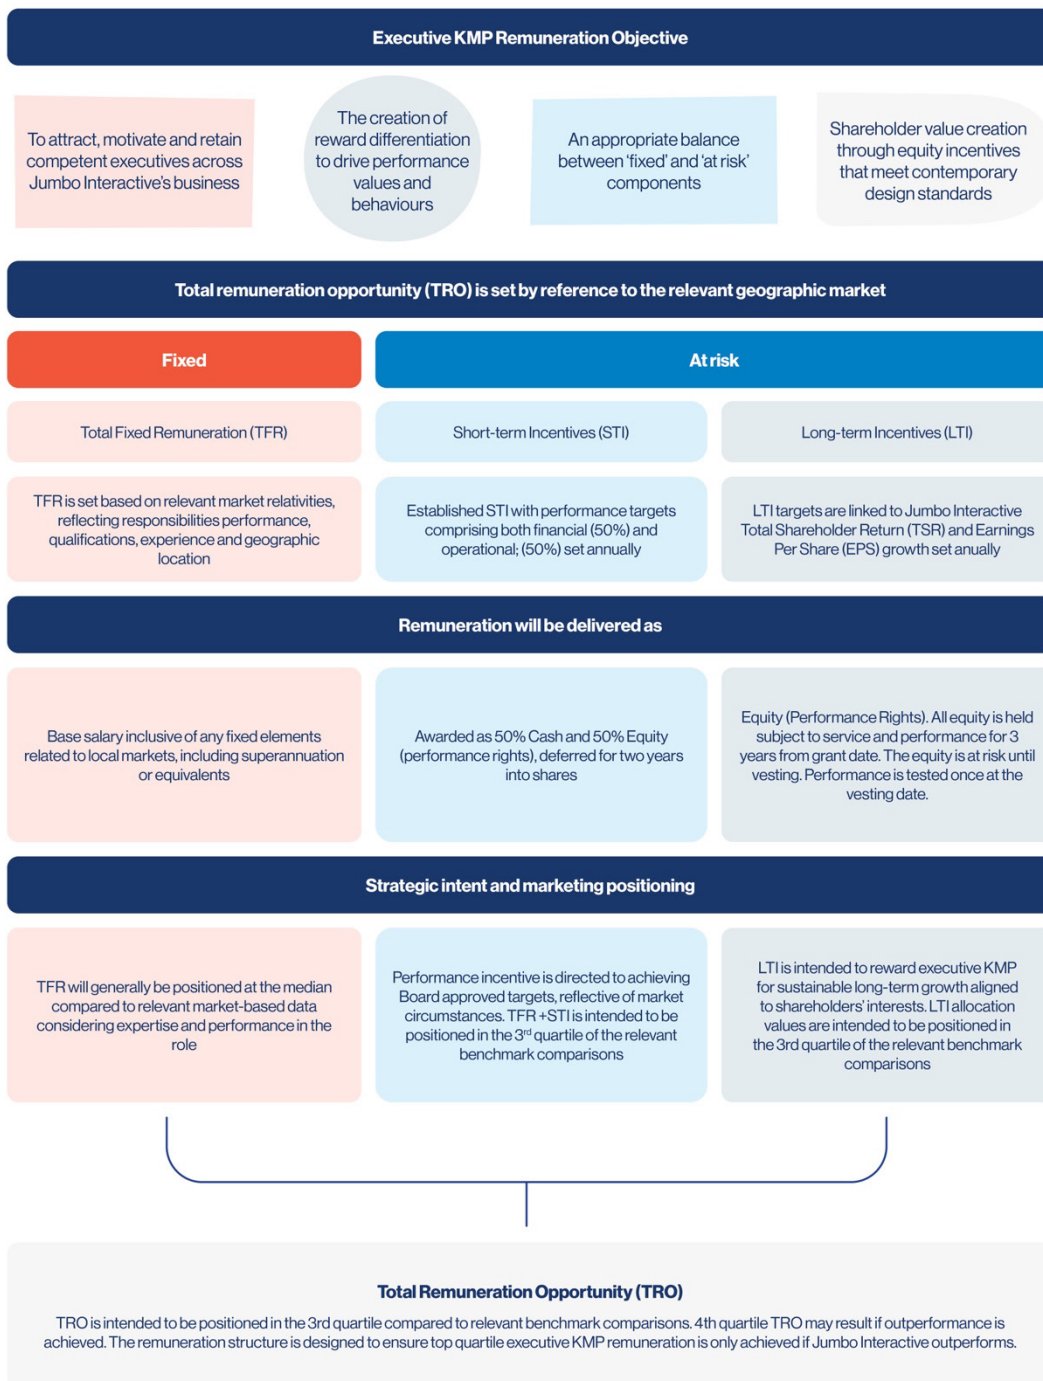 Executive KMP Remuneration Objective
To attract, motivate and retain
competent executives across
Jumbo Interactive's business
The creation of
reward differentiation
to drive performance
values and
behaviours
An appropriate balance
between 'fixed' and 'at risk'
components
Shareholder value creation
through equity incentives
that meet contemporary
design standards
Total remuneration opportunity (TRO) is set by reference to the relevant geographic market
Fixed
At risk
Total Fixed Remuneration (TFR)
Short-term Incentives (STI)
Long-term Incentives (LTI)
TFR is set based on relevant market relativities,
reflecting responsibilities performance,
qualifications, experience and geographic
location
Established STI with performance targets
comprising both financial (50%) and
operational; (50%) set annually
LTI targets are linked to Jumbo Interactive
Total Shareholder Return (TSR) and Earnings
Per Share (EPS) growth set anually
Remuneration will be delivered as
Base salary inclusive of any fixed elements
related to local markets, including superannuation
or equivalents
Awarded as 50% Cash and 50% Equity
(performance rights), deferred for two years
into shares
Equity (Performance Rights). All equity is held
subject to service and performance for 3
years from grant date. The equity is at risk until
vesting. Performance is tested once at the
vesting date.
Strategic intent and marketing positioning
TFR will generally be positioned at the median
compared to relevant market-based data
considering expertise and performance in the
role
Performance incentive is directed to achieving
Board approved targets, reflective of market
circumstances. TFR +STI is intended to be
positioned in the 3rd quartile of the relevant
benchmark comparisons
LTI is intended to reward executive KMP
for sustainable long-term growth aligned
to shareholders' interests. LTI allocation
values are intended to be positioned in
the 3rd quartile of the relevant benchmark
comparisons
Total Remuneration Opportunity (TRO)
TRO is intended to be positioned in the 3rd quartile compared to relevant benchmark comparisons. 4th quartile TRO may result if outperformance is
achieved. The remuneration structure is designed to ensure top quartile executive KMP remuneration is only achieved if Jumbo Interactive outperforms.